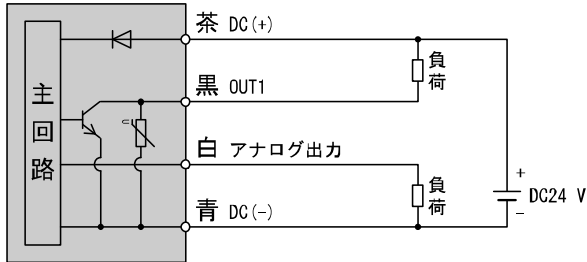 茶 DC(+)
主回路
負荷
黒 OUT1
白 アナログ出力
負荷
+
DC24 V
-
青 DC(-)